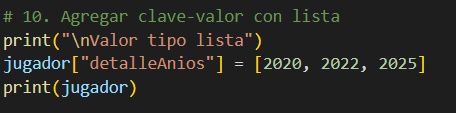 # 10. Agregar clave-valor con lista
print("\nValor tipo lista")
jugador["detalleAnios"] = [2020, 2022, 2025]
print(jugador)